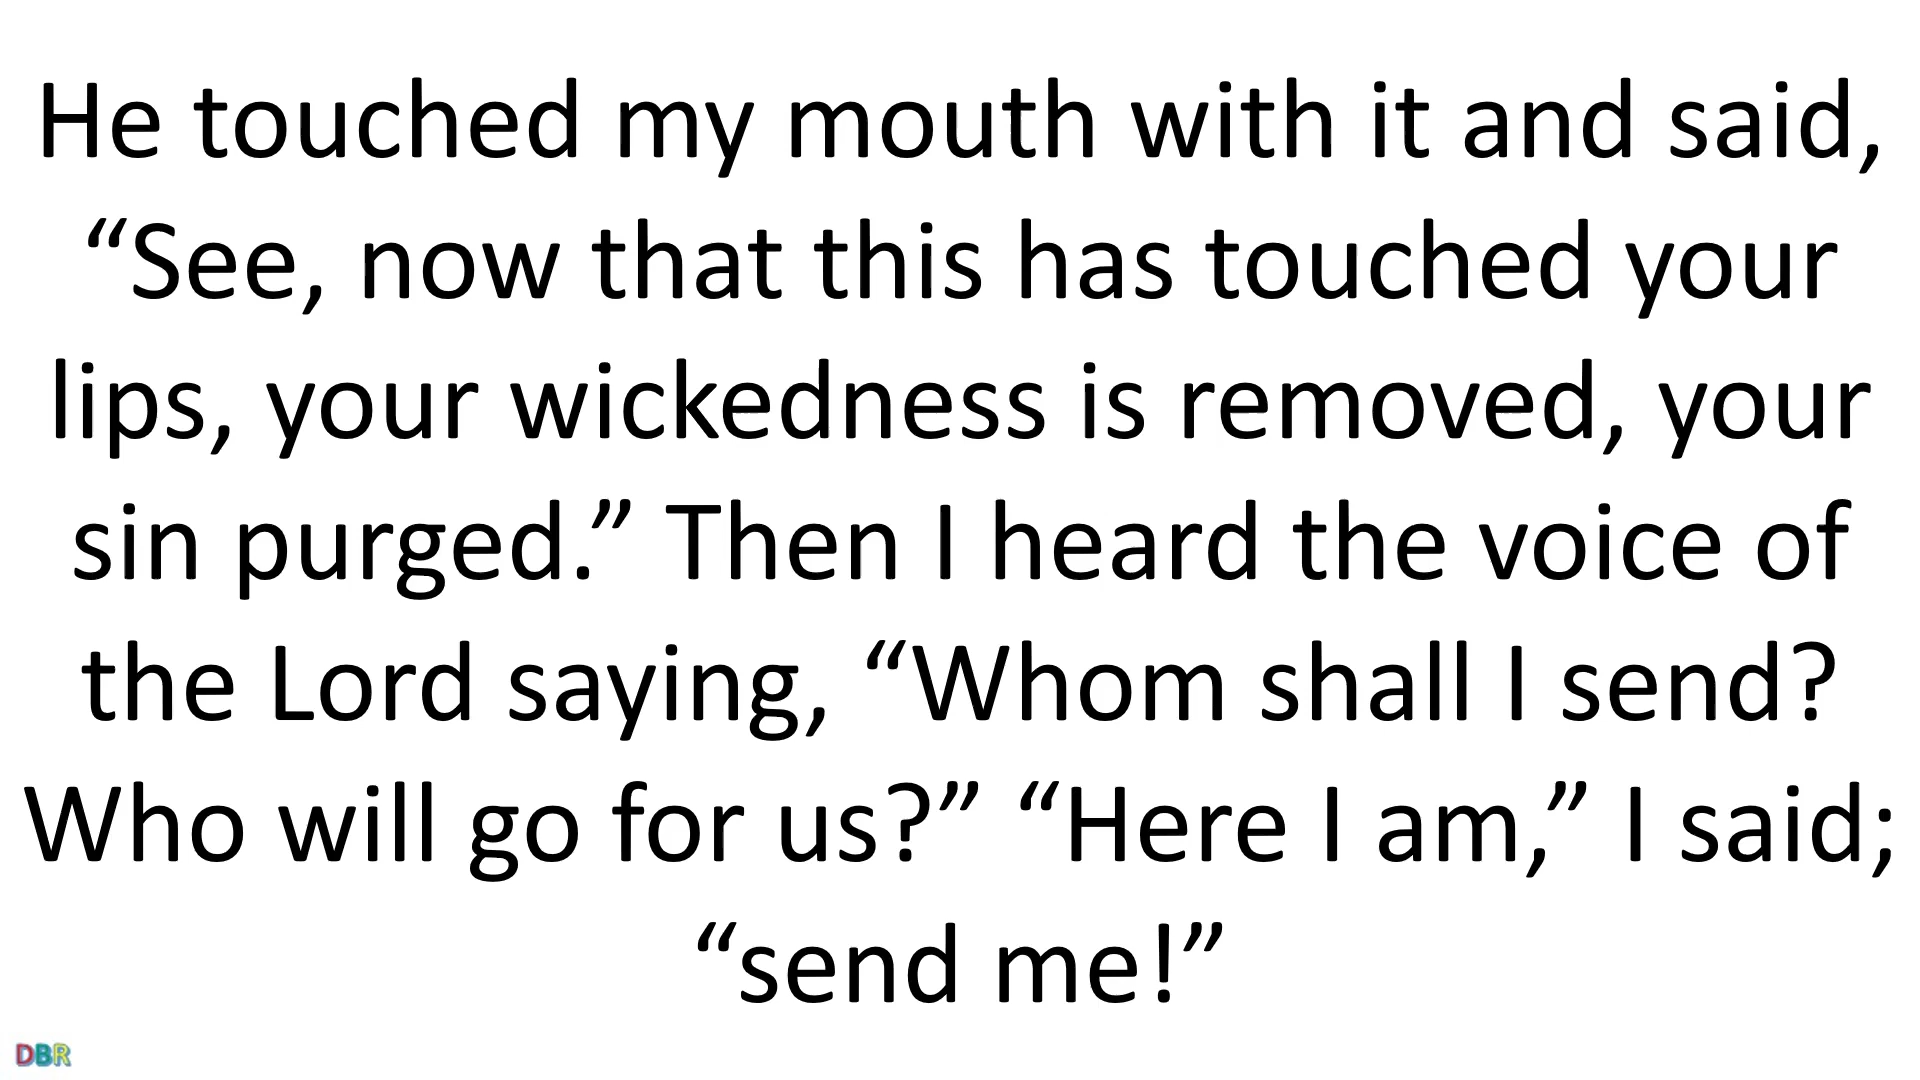 He touched my mouth with it and said,
“See, now that this has touched your
lips, your wickedness is removed, your
sin purged.” Then I heard the voice of
the Lord saying, “Whom shall I send?
Who will go for us?” “Here I am,” I said;
“send me!”
DBR